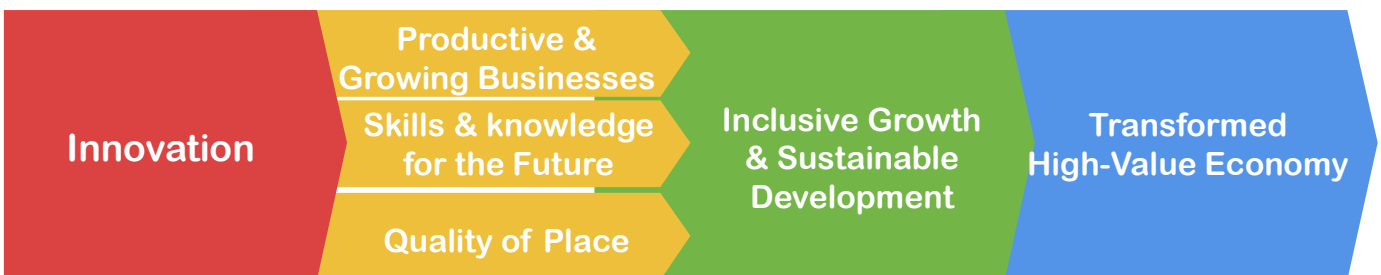 Innovation
Productive &
Growing Businesses
Skills & knowledge
for the Future
Quality of Place
Inclusive Growth
& Sustainable
Development
Transformed
High-Value Economy